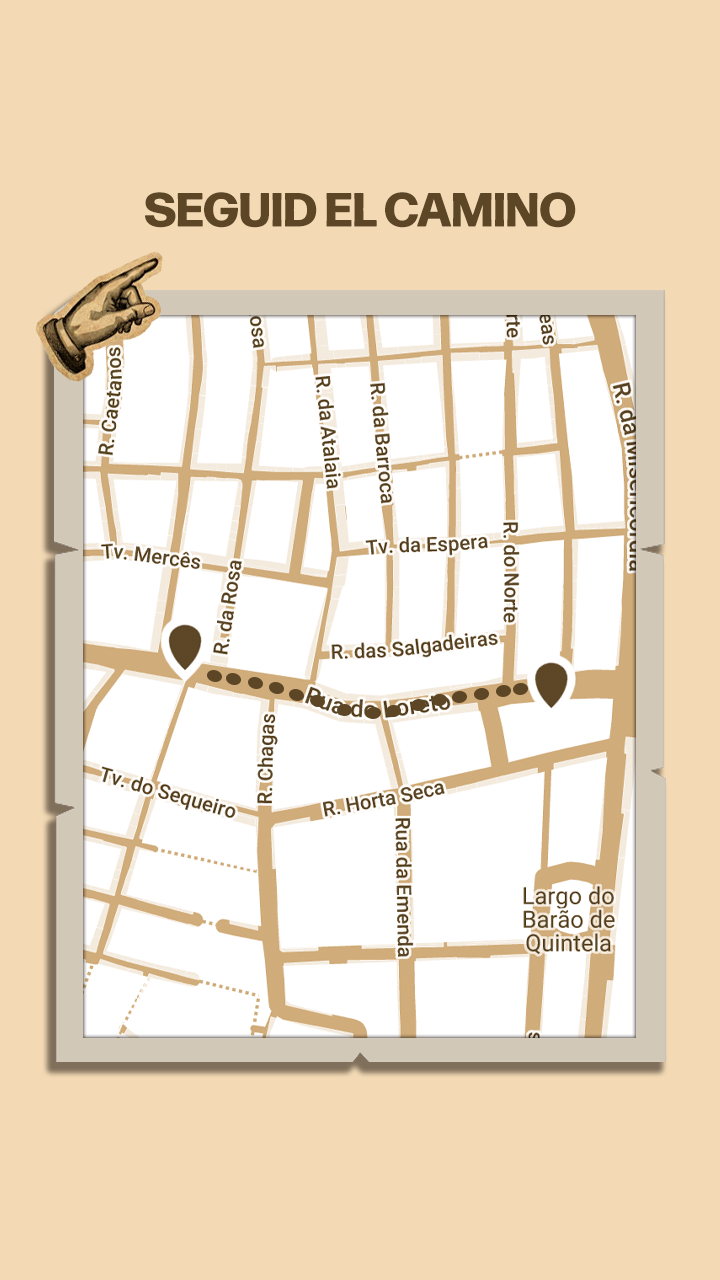 SEGUID EL CAMINO
R. Caetanos
osa
rte
eas
R. da Misericórdia
R. da Atalaia
R. da Barroca
Tv. Mercês
R. da Rosa
Tv. da Espera
R. do Norte
R. das Salgadeiras
Rua do Loreto
R. Chagas
Tv. do Sequeiro
R. Horta Seca
Rua da Emenda
Largo do
Barão de
Quintela
s